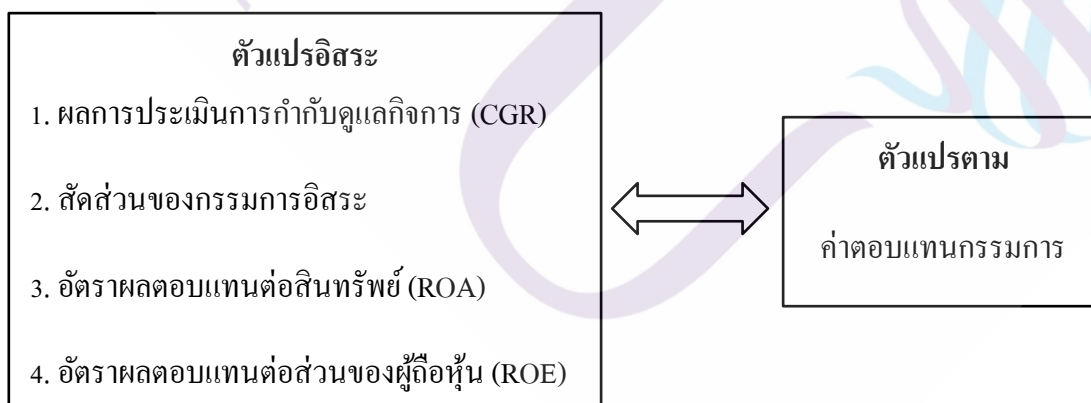 ตัวแปรอิสระ
1. ผลการประเมินการกำกับดูแลกิจการ (CGR)
2. สัดส่วนของกรรมการอิสระ
3. อัตราผลตอบแทนต่อสินทรัพย์ (ROA)
4. อัตราผลตอบแทนต่อส่วนของผู้ถือหุ้น (ROE)
ตัวแปรตาม
ค่าตอบแทนกรรมการ